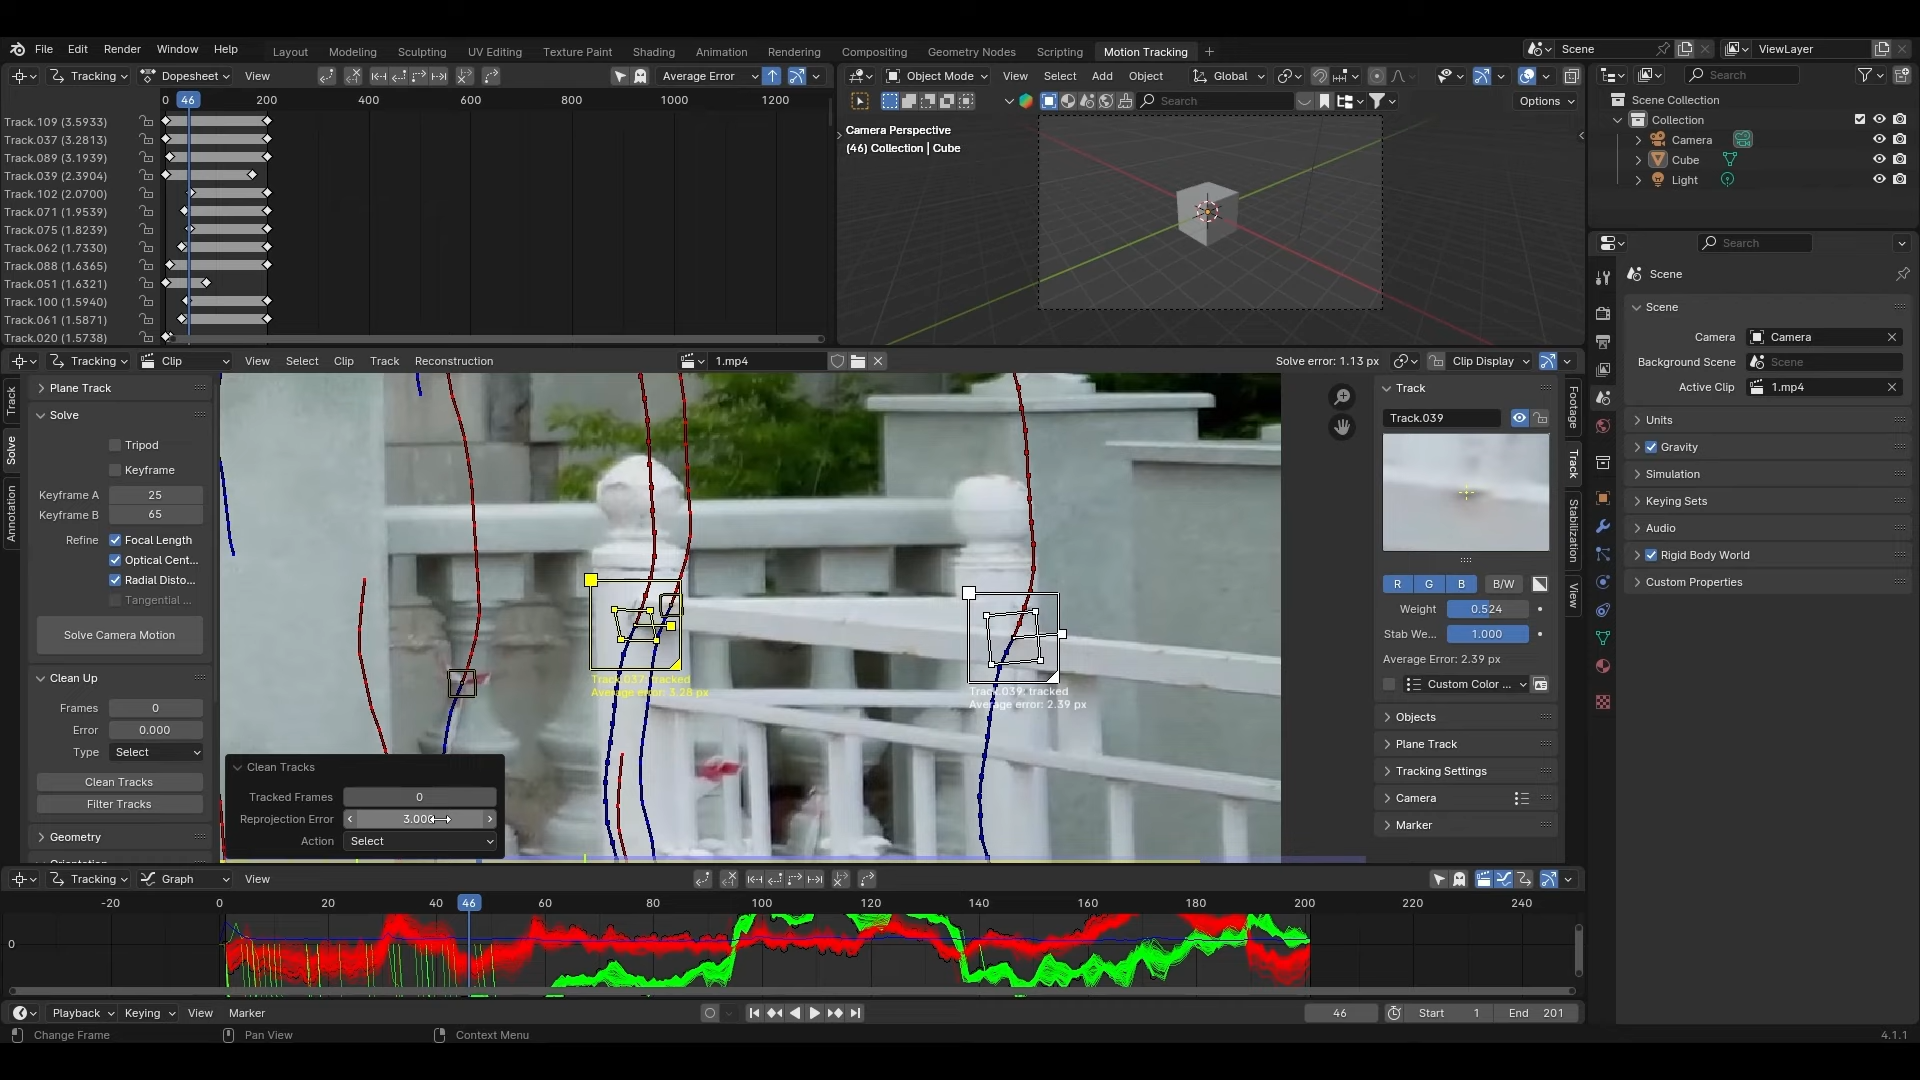 File Edit Render Window Help Layout Modeling Sculpting UV Editing Texture Paint Shading Animation Rendering Compositing Geometry Nodes Scripting Motion Tracking + Scene ViewLayer
Tracking Dopesheet View Average Error Object Mode View Select Add Object Global Search
0 46 200 400 600 800 1000 1200 Search Options
Track.109 (3.5933)
Track.037 (3.2813)
Track.089 (3.1939)
Track.039 (2.3904)
Track.102 (2.0700)
Track.071 (1.9539)
Track.075 (1.8239)
Track.062 (1.7330)
Track.088 (1.6365)
Track.051 (1.6321)
Track.100 (1.5940)
Track.061 (1.5871)
Track.020 (1.5738)
Camera Perspective
(46) Collection | Cube
Scene Collection
Collection
Camera
Cube
Light
Search
Scene
Scene
Camera Camera
Background Scene Scene
Active Clip 1.mp4
Units
Gravity
Simulation
Keying Sets
Audio
Rigid Body World
Custom Properties
Tracking Clip View Select Clip Track Reconstruction 1.mp4 Solve error: 1.13 px Clip Display
Track
Solve
Annotation
Plane Track
Solve
Tripod
Keyframe
Keyframe A 25
Keyframe B 65
Refine Focal Length
Optical Cent...
Radial Disto...
Tangential ...
Solve Camera Motion
Clean Up
Frames 0
Error 0.000
Type Select
Clean Tracks
Filter Tracks
Geometry
Track.037: tracked
Average error: 3.28 px
Track.039: tracked
Average error: 2.39 px
Clean Tracks
Tracked Frames 0
Reprojection Error 3.000
Action Select
Track
Track.039
R G B B/W
Weight 0.524
Stab We... 1.000
Average Error: 2.39 px
Custom Color ...
Objects
Plane Track
Tracking Settings
Camera
Marker
Footage
Track
Stabilization
View
Tracking Graph View
-20 0 20 40 46 60 80 100 120 140 160 180 200 220 240
0
Playback Keying View Marker 46 Start 1 End 201
Change Frame Pan View Context Menu 4.1.1